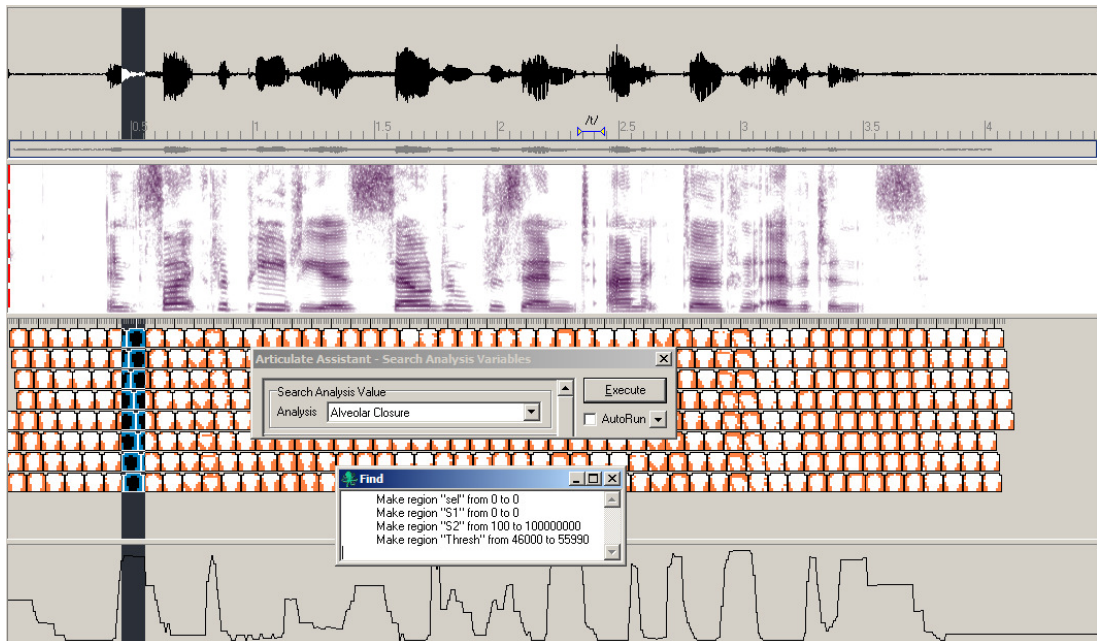 /t/
0.5 1 1.5 2 2.5 3 3.5 4
Articulate Assistant - Search Analysis Variables
Search Analysis Value
Analysis Alveolar Closure
Execute
AutoRun
Find
Make region "sel" from 0 to 0
Make region "S1" from 0 to 0
Make region "S2" from 100 to 100000000
Make region "Thresh" from 46000 to 55990